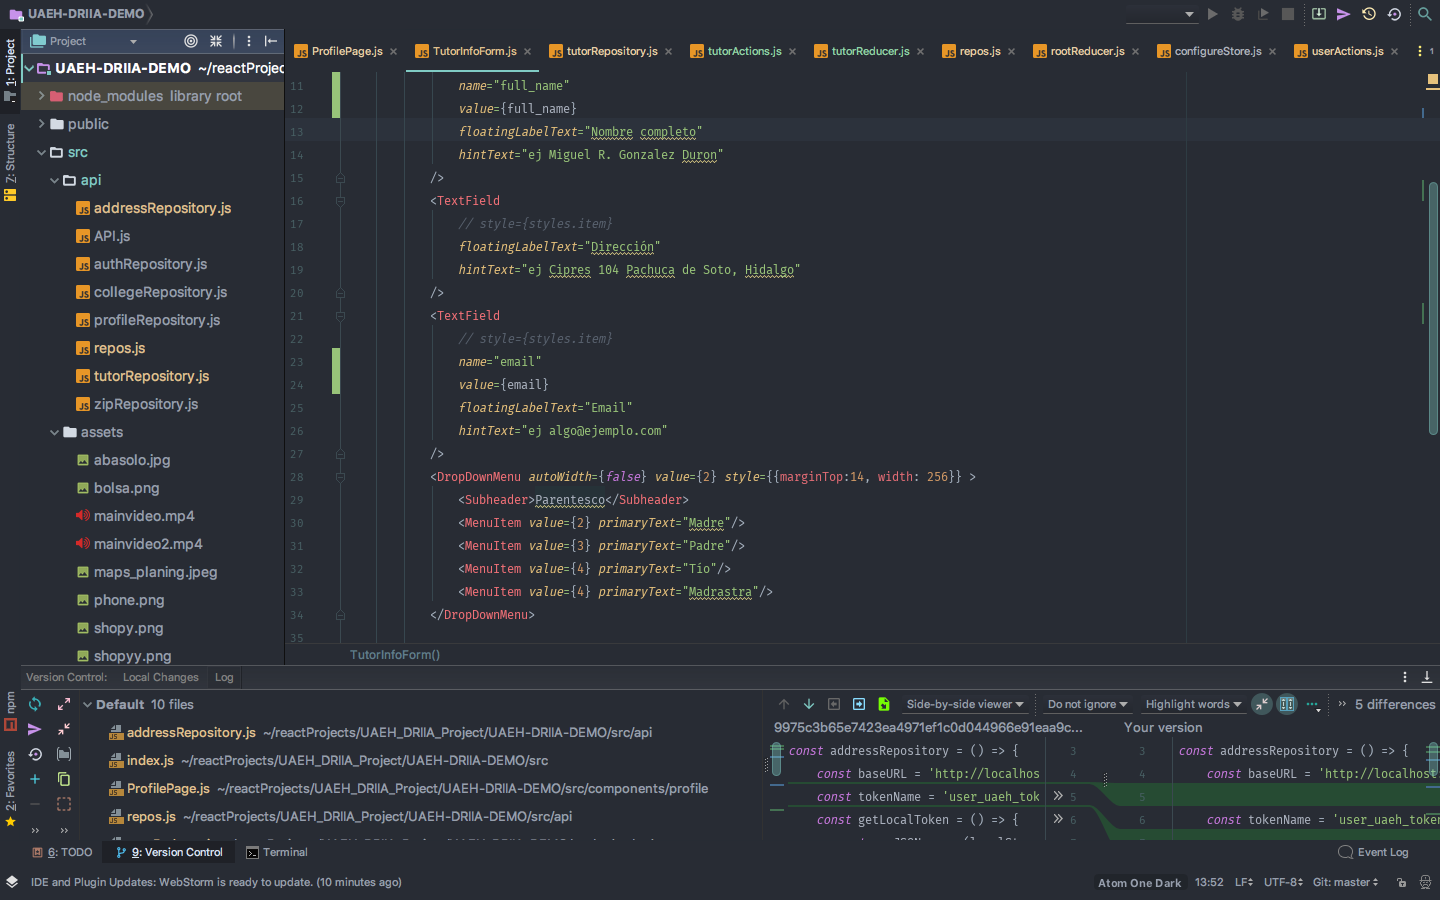 UAEH-DRIIA-DEMO
Project
ProfilePage.js
TutorInfoForm.js
tutorRepository.js
tutorActions.js
tutorReducer.js
repos.js
rootReducer.js
configureStore.js
userActions.js
1
1: Project
7: Structure
npm
2: Favorites
UAEH-DRIIA-DEMO ~/reactProjec
node_modules library root
public
src
api
addressRepository.js
API.js
authRepository.js
collegeRepository.js
profileRepository.js
repos.js
tutorRepository.js
zipRepository.js
assets
abasolo.jpg
bolsa.png
mainvideo.mp4
mainvideo2.mp4
maps_planing.jpeg
phone.png
shopy.png
shopyy.png
11 name="full_name"
12 value={full_name}
13 floatingLabelText="Nombre completo"
14 hintText="ej Miguel R. Gonzalez Duron"
15 />
16 <TextField
17 // style={styles.item}
18 floatingLabelText="Dirección"
19 hintText="ej Cipres 104 Pachuca de Soto, Hidalgo"
20 />
21 <TextField
22 // style={styles.item}
23 name="email"
24 value={email}
25 floatingLabelText="Email"
26 hintText="ej algo@ejemplo.com"
27 />
28 <DropDownMenu autoWidth={false} value={2} style={{marginTop:14, width: 256}} >
29 <Subheader>Parentesco</Subheader>
30 <MenuItem value={2} primaryText="Madre"/>
31 <MenuItem value={3} primaryText="Padre"/>
32 <MenuItem value={4} primaryText="Tio"/>
33 <MenuItem value={4} primaryText="Madrastra"/>
34 </DropDownMenu>
35
TutorInfoForm()
Version Control: Local Changes Log
Default 10 files
addressRepository.js ~/reactProjects/UAEH_DRIIA_Project/UAEH-DRIIA-DEMO/src/api
index.js ~/reactProjects/UAEH_DRIIA_Project/UAEH-DRIIA-DEMO/src
ProfilePage.js ~/reactProjects/UAEH_DRIIA_Project/UAEH-DRIIA-DEMO/src/components/profile
repos.js ~/reactProjects/UAEH_DRIIA_Project/UAEH-DRIIA-DEMO/src/api
Side-by-side viewer Do not ignore Highlight words 5 differences
9975c3b65e7423ea4971ef1c0d044966e91eaa9c... Your version
const addressRepository = () => { 3 3 const addressRepository = () => {
const baseURL = 'http://localhos 4 4 const baseURL = 'http://localhost
const tokenName = 'user_uaeh_tok 5 5
const getLocalToken = () => { 6 6 const tokenName = 'user_uaeh_token
6: TODO 9: Version Control Terminal Event Log
IDE and Plugin Updates: WebStorm is ready to update. (10 minutes ago) Atom One Dark 13:52 LF UTF-8 Git: master